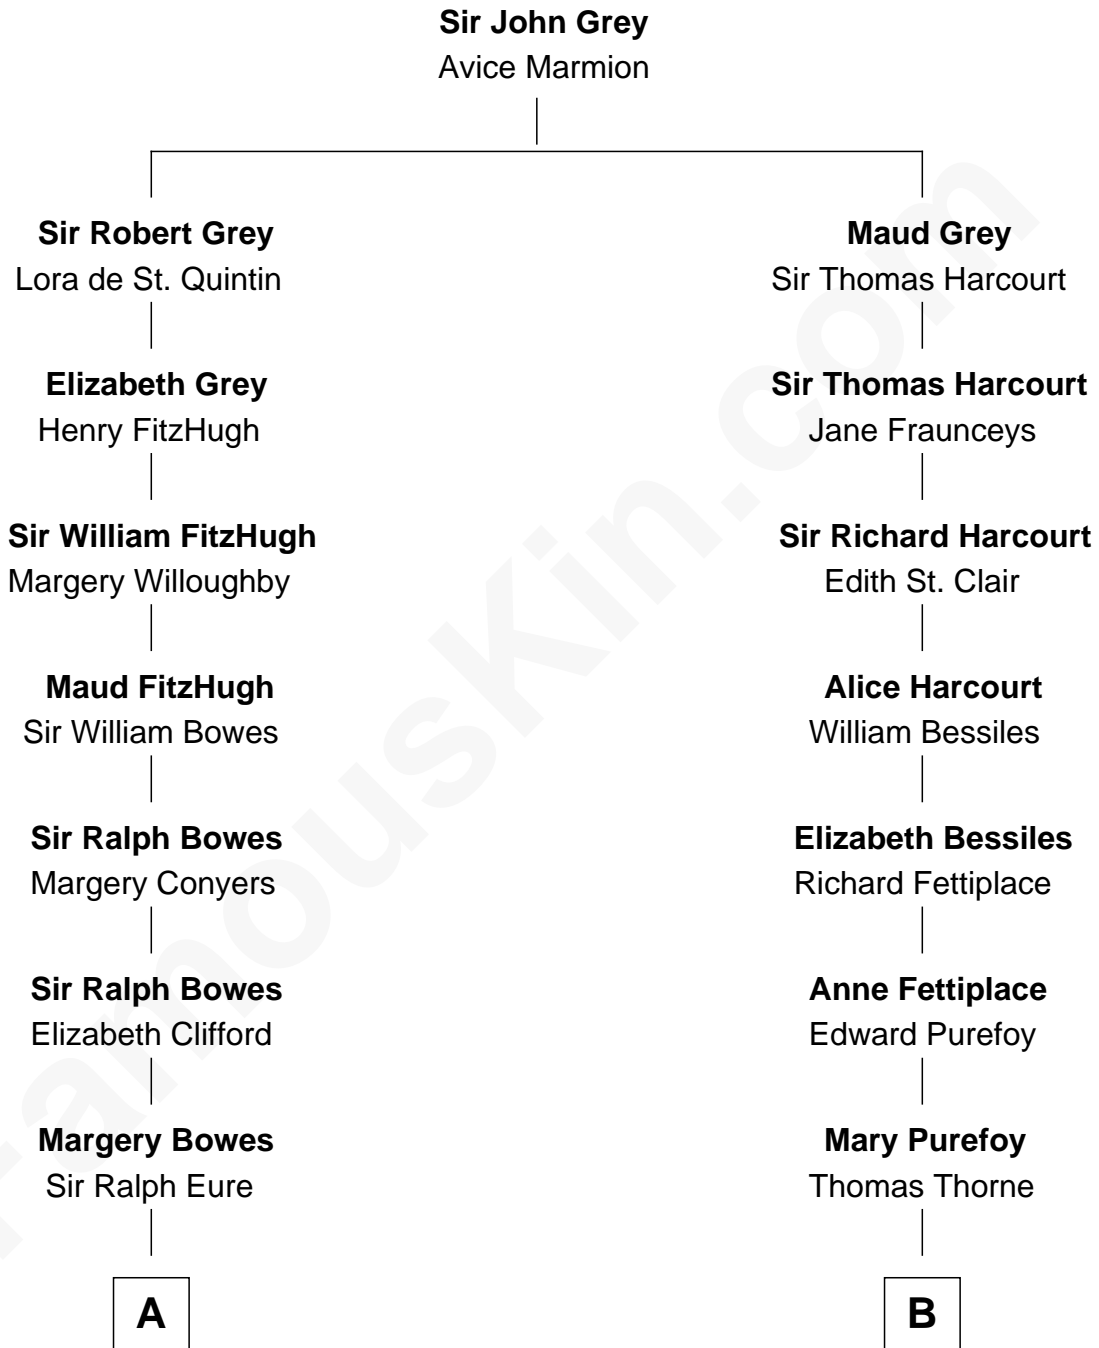 Sir John Grey
Avice Marmion
Sir Robert Grey
Lora de St. Quintin
Maud Grey
Sir Thomas Harcourt
Elizabeth Grey
Henry FitzHugh
Sir Thomas Harcourt
Jane Fraunceys
Sir William FitzHugh
Margery Willoughby
Sir Richard Harcourt
Edith St. Clair
Maud FitzHugh
Sir William Bowes
Alice Harcourt
William Bessiles
Sir Ralph Bowes
Margery Conyers
Elizabeth Bessiles
Richard Fettiplace
Sir Ralph Bowes
Elizabeth Clifford
Anne Fettiplace
Edward Purefoy
Margery Bowes
Sir Ralph Eure
Mary Purefoy
Thomas Thorne
A
B
FamousKin.com